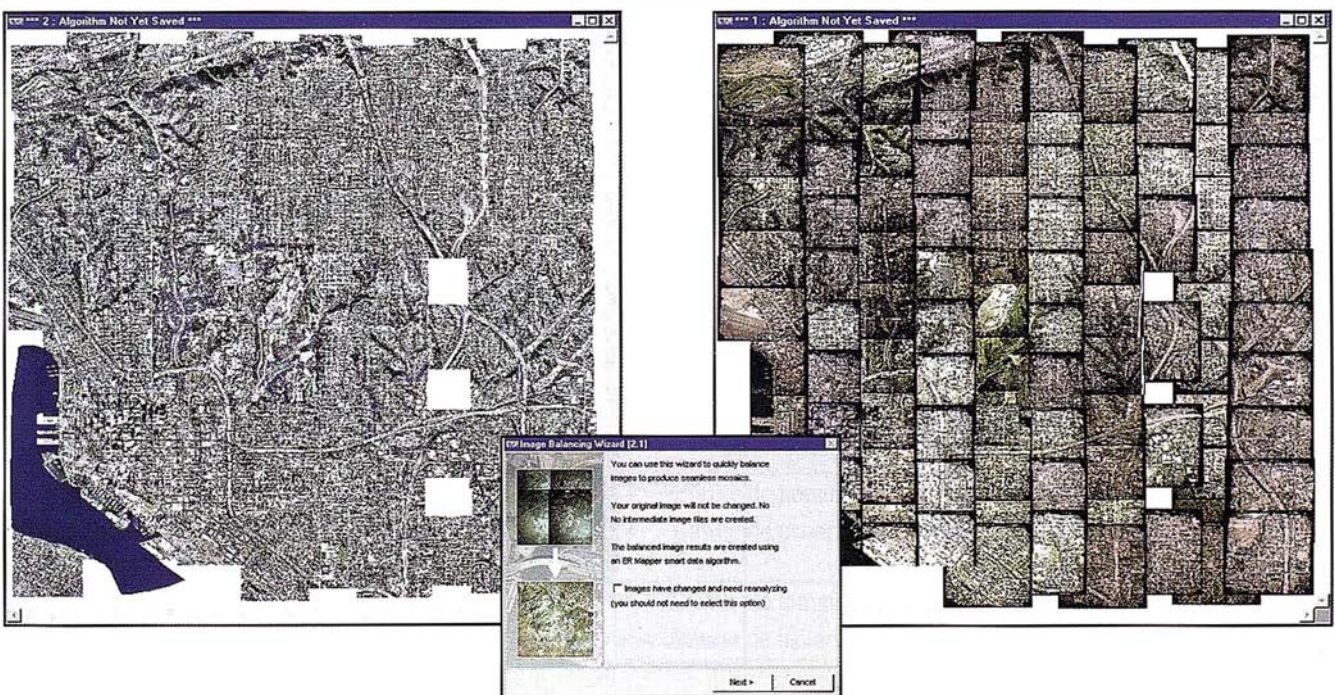 *** 2 : Algorithm Not Yet Saved ***
*** 1 : Algorithm Not Yet Saved ***
Image Balancing Wizard [2.1]
You can use this wizard to quickly balance
images to produce seamless mosaics.
Your original image will not be changed. No
No intermediate image files are created.
The balanced image results are created using
an ER Mapper smart data algorithm.
Images have changed and need reanalyzing
(you should not need to select this option)
Next >
Cancel